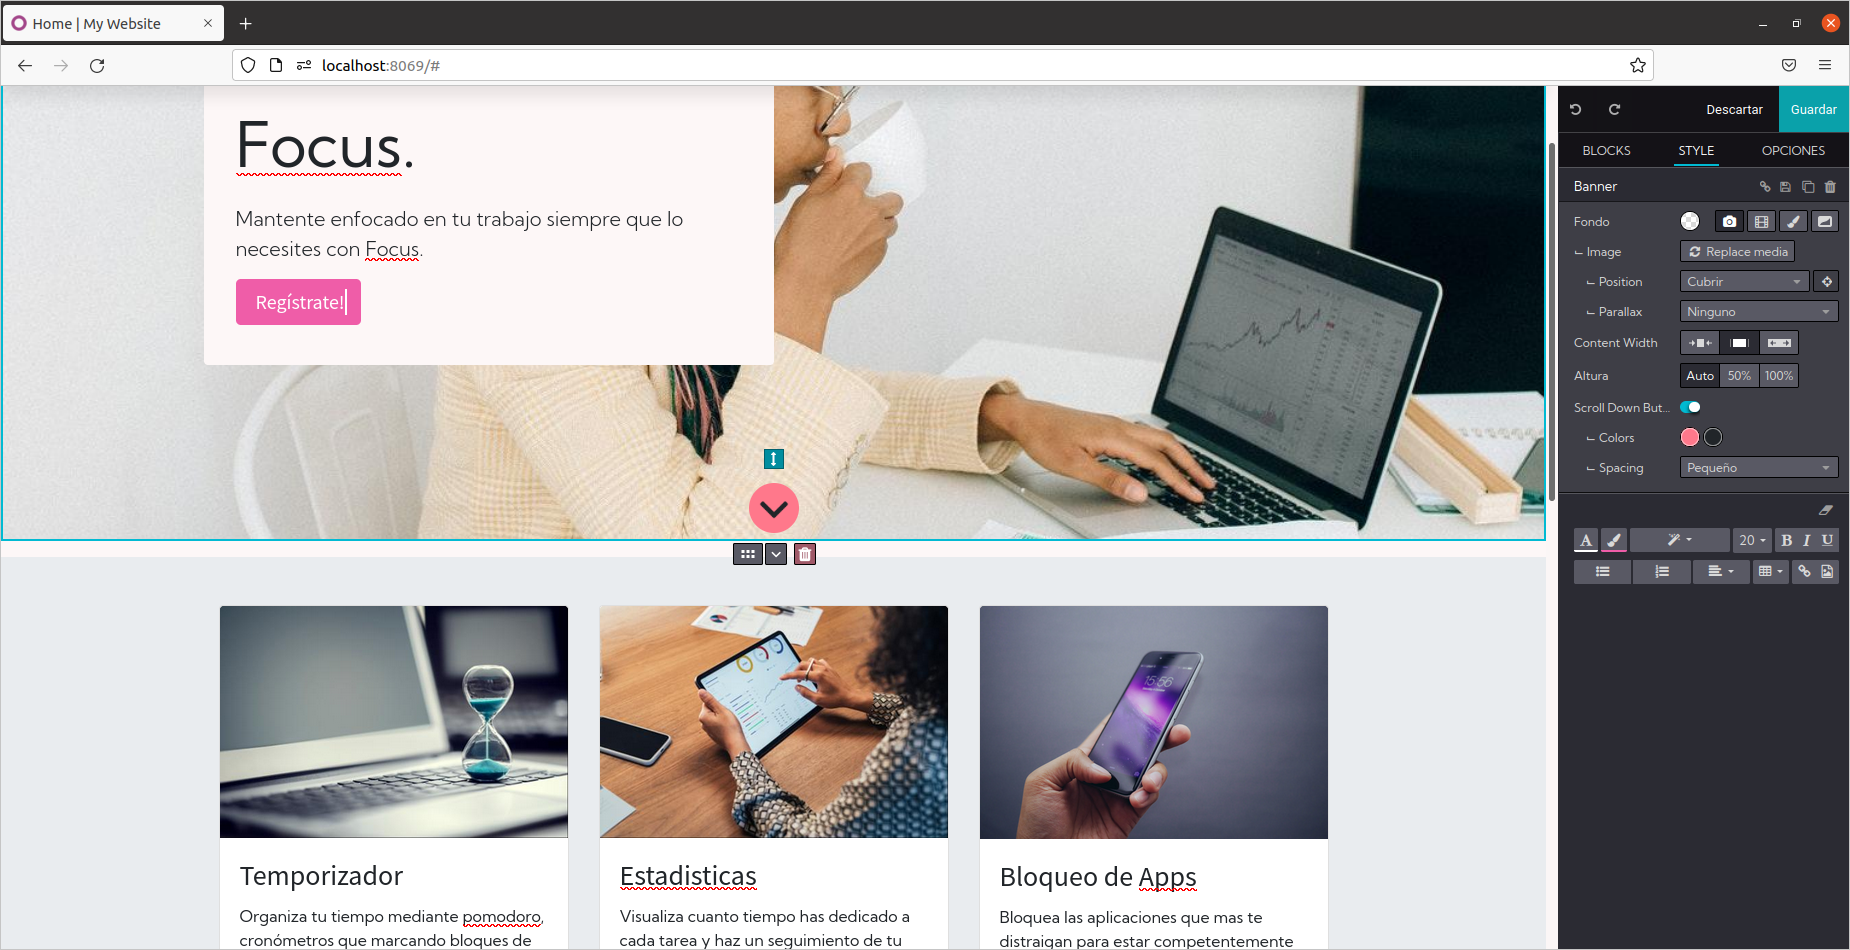 Home | My Website
localhost:8069/#
Descartar
Guardar
BLOCKS
STYLE
OPCIONES
Banner
Fondo
Image
Replace media
Position
Cubrir
Parallax
Ninguno
Content Width
Altura
Auto
50%
100%
Scroll Down But...
Colors
Spacing
Pequeño
A
20
B
I
U
Focus.
Mantente enfocado en tu trabajo siempre que lo
necesites con Focus.
Regístrate!
15:56
Temporizador
Organiza tu tiempo mediante pomodoro,
cronómetros que marcando bloques de
Estadisticas
Visualiza cuanto tiempo has dedicado a
cada tarea y haz un seguimiento de tu
Bloqueo de Apps
Bloquea las aplicaciones que mas te
distraigan para estar competentemente